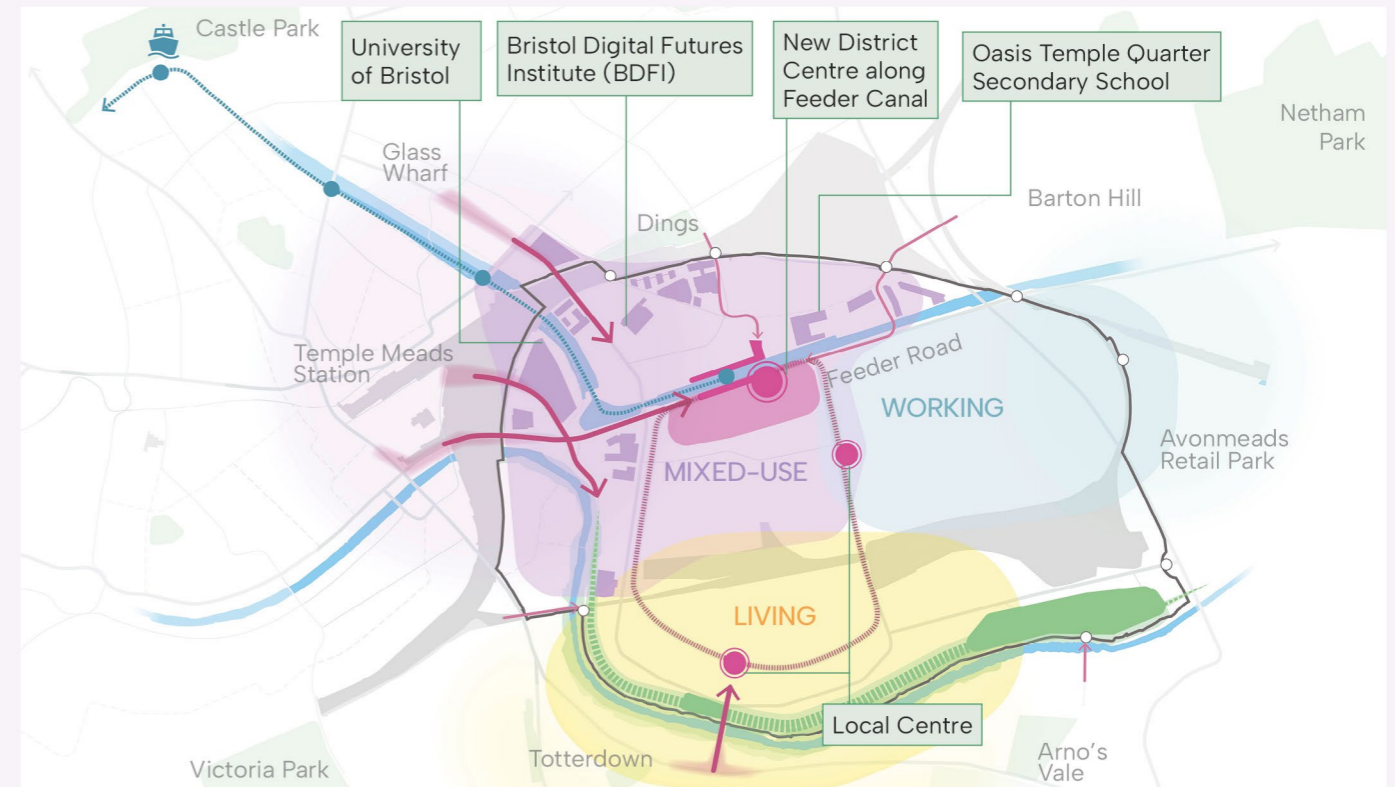 Castle Park
University
of Bristol
Bristol Digital Futures
Institute (BDFI)
New District
Centre along
Feeder Canal
Oasis Temple Quarter
Secondary School
Netham
Park
Glass
Wharf
Dings
Barton Hill
Temple Meads
Station
Feeder Road
WORKING
MIXED-USE
Avonmeads
Retail Park
LIVING
Local Centre
Totterdown
Victoria Park
Arno's
Vale